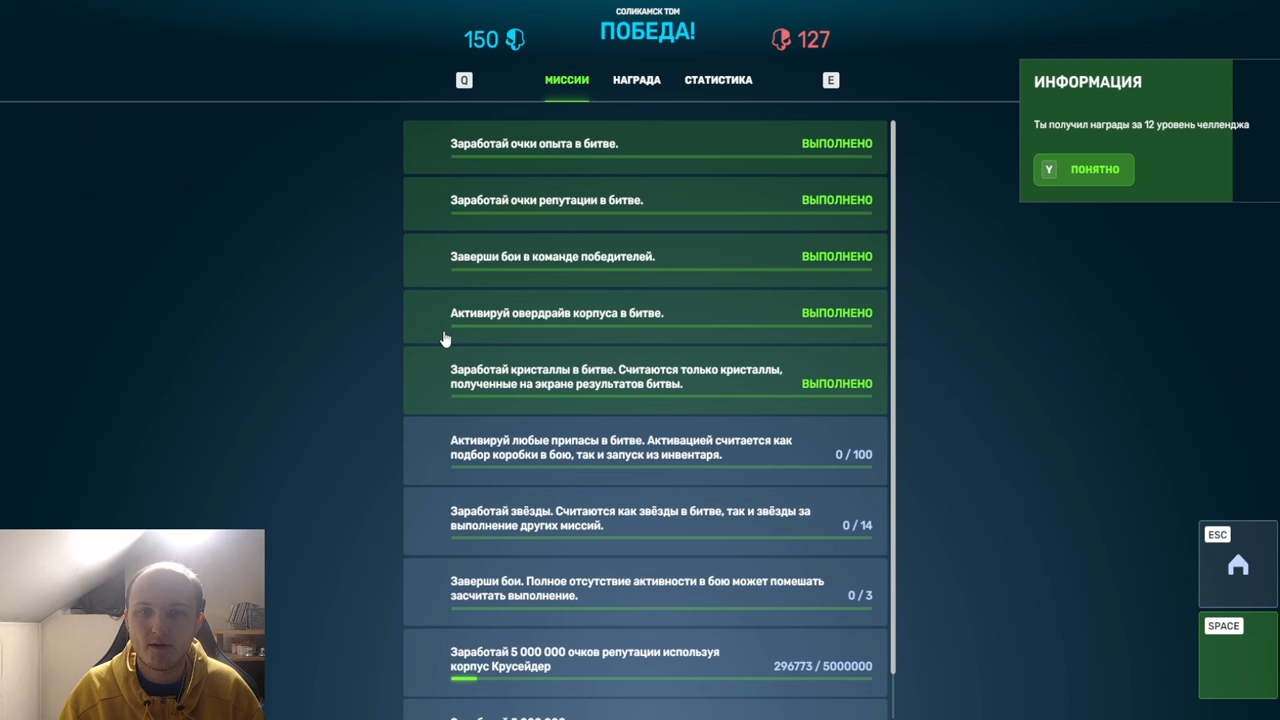 СОЛИКАМСК TDM
ПОБЕДА!
150
127
Q
МИССИИ
НАГРАДА
СТАТИСТИКА
E
ИНФОРМАЦИЯ
Ты получил награды за 12 уровень челленджа
Y
ПОНЯТНО
Заработай очки опыта в битве.
ВЫПОЛНЕНО
Заработай очки репутации в битве.
ВЫПОЛНЕНО
Заверши бои в команде победителей.
ВЫПОЛНЕНО
Активируй овердрайв корпуса в битве.
ВЫПОЛНЕНО
Заработай кристаллы в битве. Считаются только кристаллы,
полученные на экране результатов битвы.
ВЫПОЛНЕНО
Активируй любые припасы в битве. Активацией считается как
подбор коробки в бою, так и запуск из инвентаря.
0 / 100
Заработай звёзды. Считаются как звёзды в битве, так и звёзды за
выполнение других миссий.
0 / 14
Заверши бои. Полное отсутствие активности в бою может помешать
засчитать выполнение.
0 / 3
Заработай 5 000 000 очков репутации используя
корпус Крусейдер
296773 / 5000000
Заработай 5 000 000
ESC
SPACE